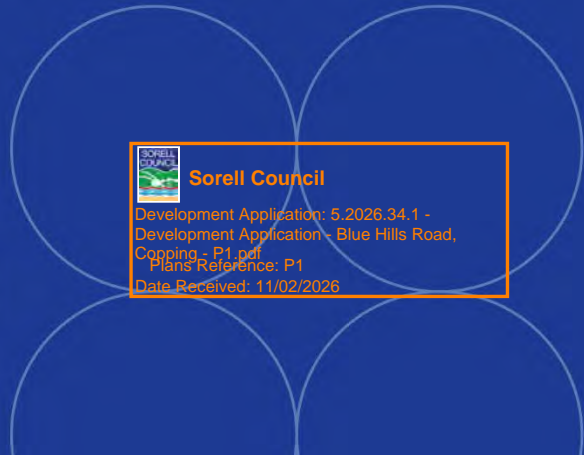 SORELL
COUNCIL
Sorell Council
Development Application: 5.2026.34.1 -
Development Application - Blue Hills Road,
Copping - P1.pdf
Plans Reference: P1
Date Received: 11/02/2026